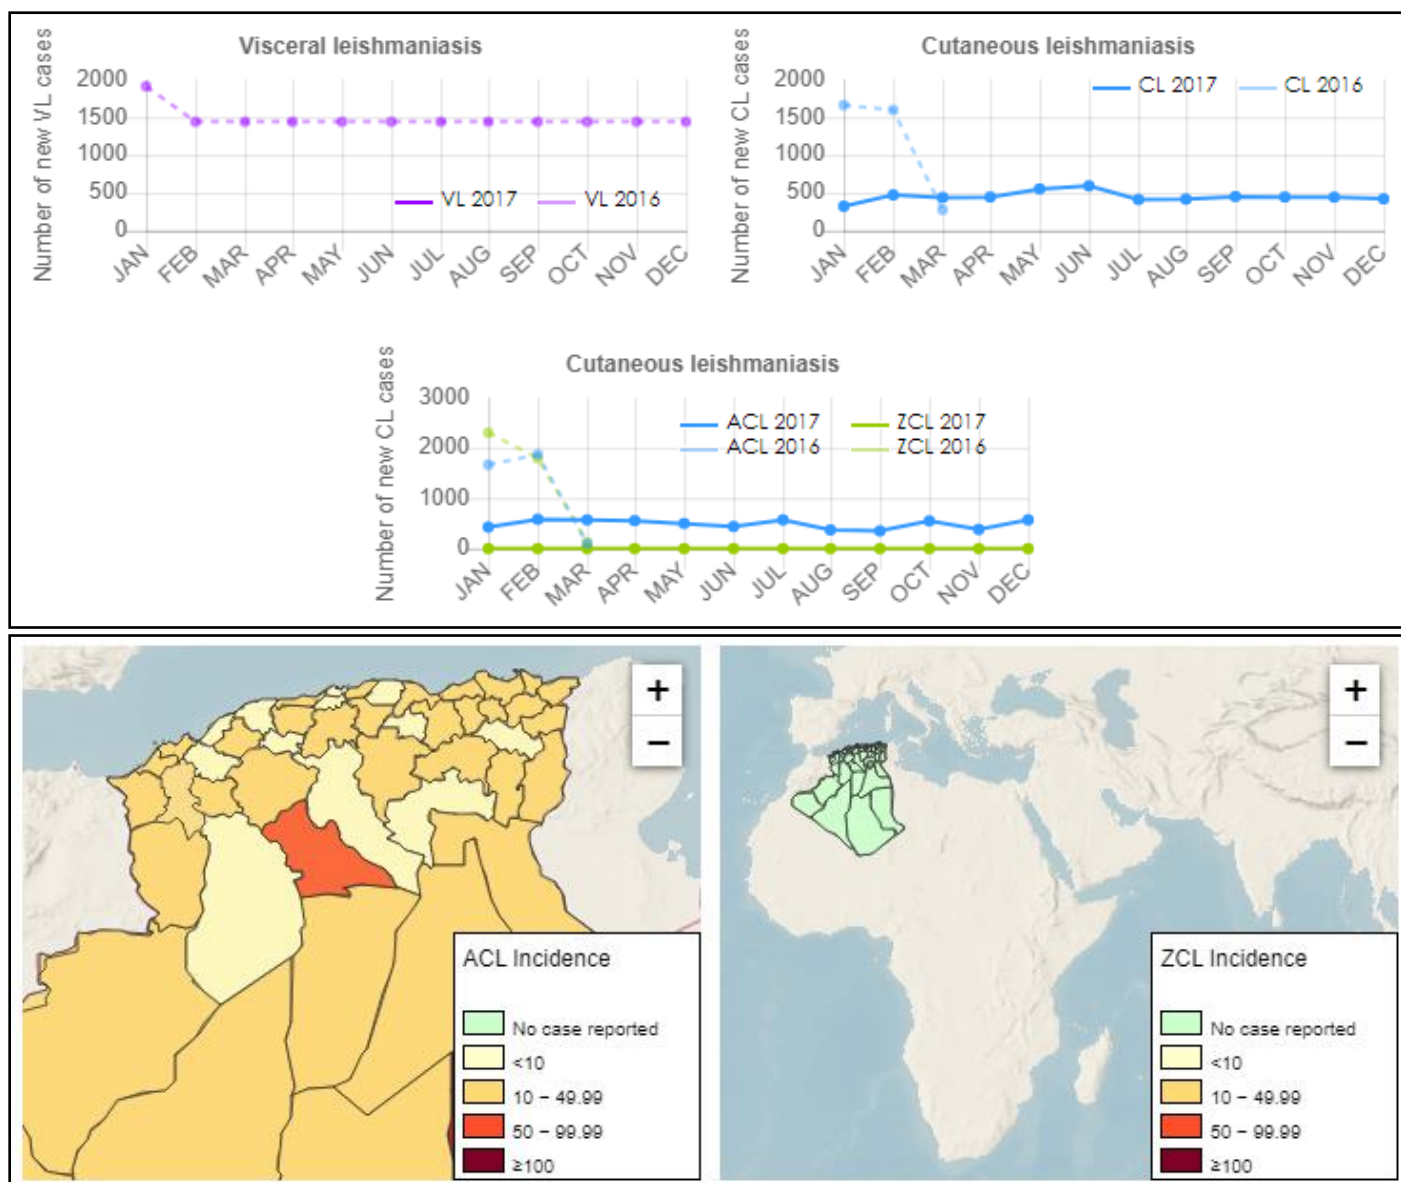 Visceral leishmaniasis
Number of new VL cases
2000
1500
1000
500
0
VL 2017
VL 2016
JAN
FEB
MAR
APR
MAY
JUN
JUL
AUG
SEP
OCT
NOV
DEC
Cutaneous leishmaniasis
Number of new CL cases
2000
1500
1000
500
0
CL 2017
CL 2016
JAN
FEB
MAR
APR
MAY
JUN
JUL
AUG
SEP
OCT
NOV
DEC
Cutaneous leishmaniasis
Number of new CL cases
3000
2000
1000
0
ACL 2017
ZCL 2017
ACL 2016
ZCL 2016
JAN
FEB
MAR
APR
MAY
JUN
JUL
AUG
SEP
OCT
NOV
DEC
+
−
ACL Incidence
No case reported
<10
10 – 49.99
50 – 99.99
≥100
+
−
ZCL Incidence
No case reported
<10
10 – 49.99
50 – 99.99
≥100